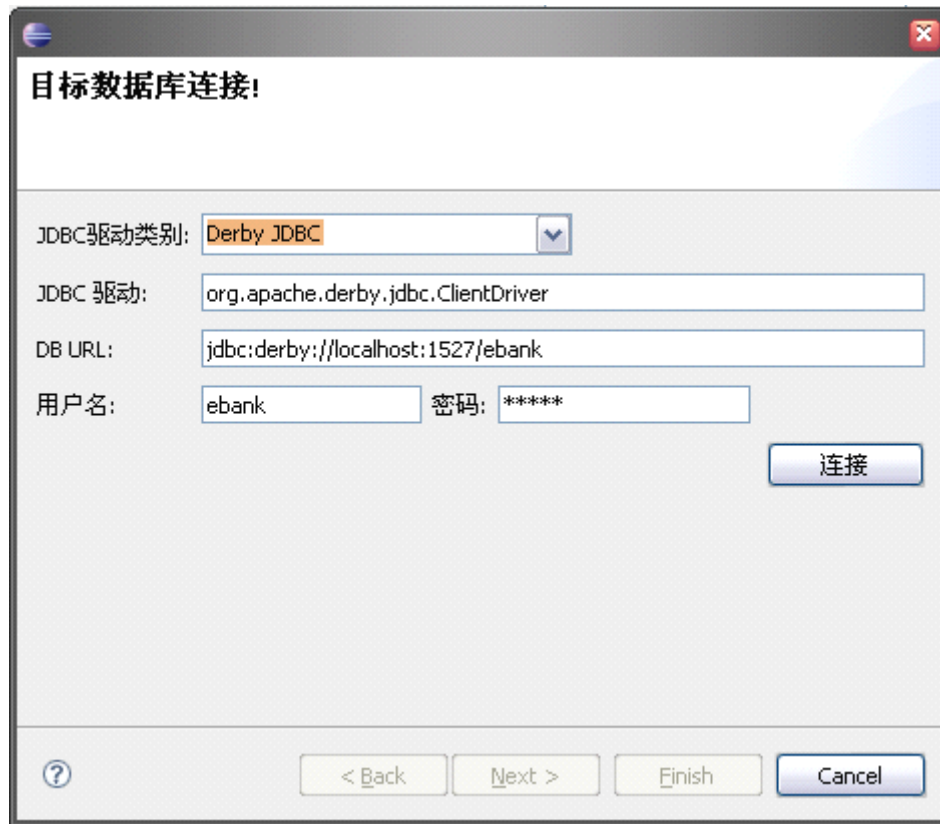 目标数据库连接!
JDBC驱动类别: Derby JDBC
JDBC 驱动: org.apache.derby.jdbc.ClientDriver
DB URL: jdbc:derby://localhost:1527/ebank
用户名: ebank 密码: *****
连接
< Back Next > Finish Cancel